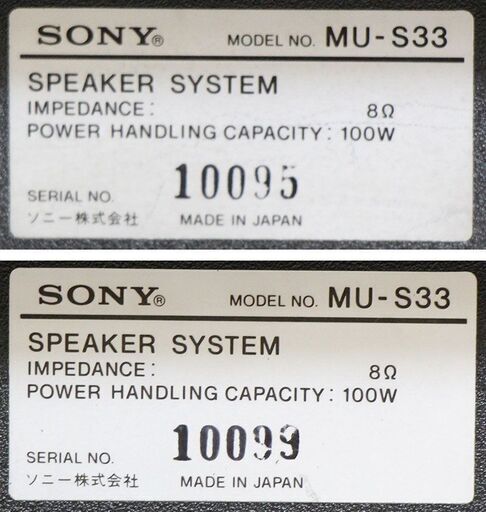 SONY® MODEL NO. MU-S33
SPEAKER SYSTEM
IMPEDANCE: 8Ω
POWER HANDLING CAPACITY: 100W
SERIAL NO. 10095
ソニー株式会社 MADE IN JAPAN
SONY® MODEL NO. MU-S33
SPEAKER SYSTEM
IMPEDANCE: 8Ω
POWER HANDLING CAPACITY: 100W
SERIAL NO. 10099
ソニー株式会社 MADE IN JAPAN